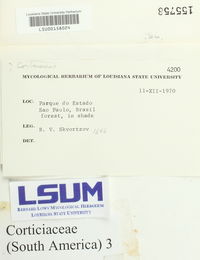 Louisiana State University Herbarium
LSU00158024
155753
4200
MYCOLOGICAL HERBARIUM OF LOUISIANA STATE UNIVERSITY
11-XII-1970
LOC: Parque do Estado
Sao Paulo, Brasil
forest, in shade
LEG. B. V. Skvortzov
DET.
LSUM
BERNARD LOWY MYCOLOGICAL HERBARIUM
LOUISIANA STATE UNIVERSITY
Corticiaceae
(South America) 3